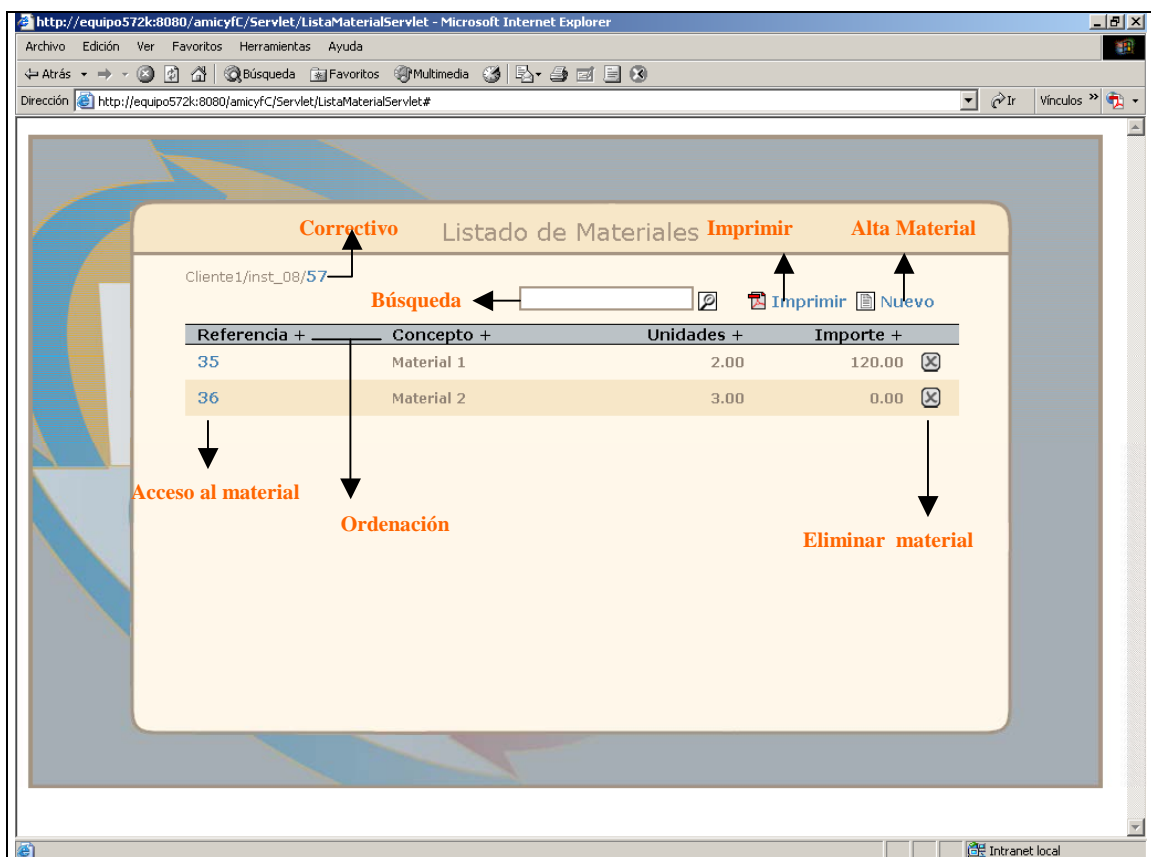 http://equipo572k:8080/amicyfC/Servlet/ListaMaterialServlet - Microsoft Internet Explorer
Archivo Edición Ver Favoritos Herramientas Ayuda
Atrás Búsqueda Favoritos Multimedia
Dirección http://equipo572k:8080/amicyfC/Servlet/ListaMaterialServlet# Ir Vínculos »
Correctivo Listado de Materiales Imprimir Alta Material
Cliente1/inst_08/57
Búsqueda Imprimir Nuevo
Referencia + Concepto + Unidades + Importe +
35 Material 1 2.00 120.00
36 Material 2 3.00 0.00
Acceso al material
Ordenación
Eliminar material
Intranet local